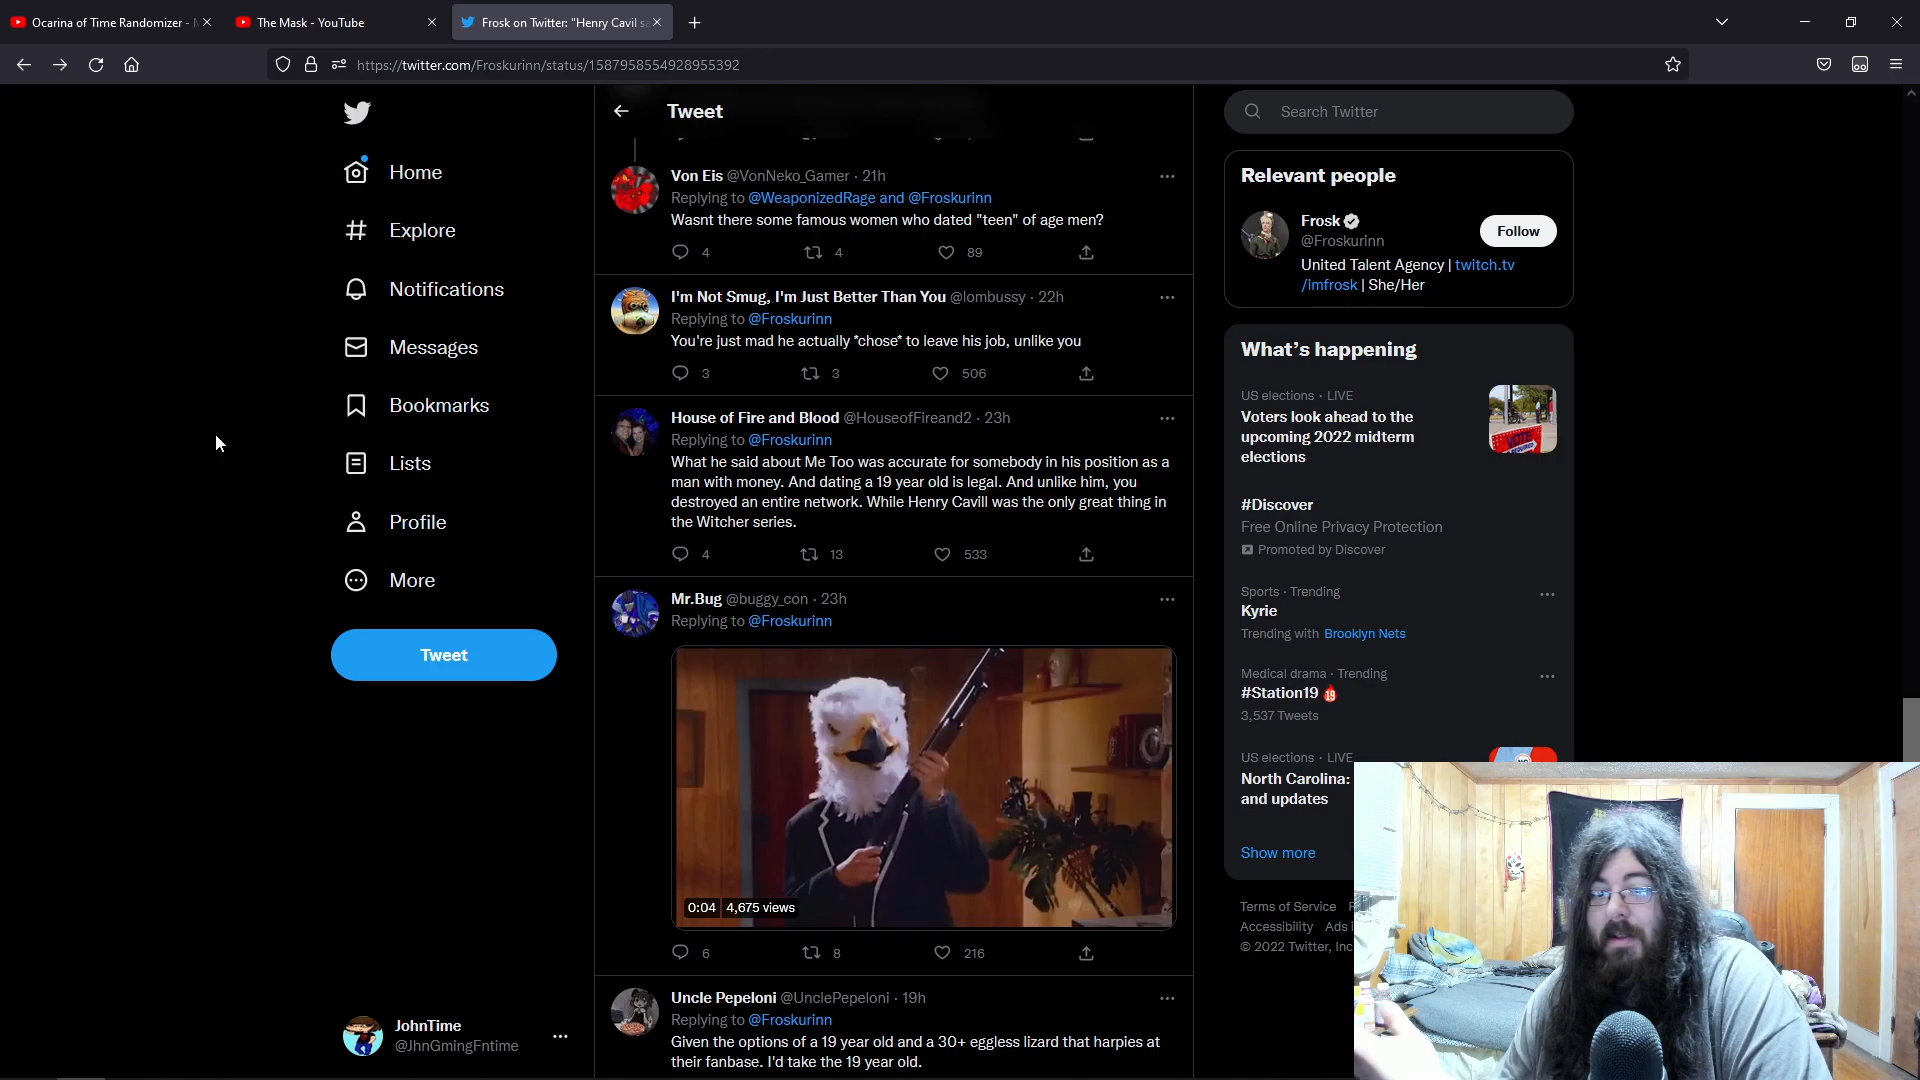 Ocarina of Time Randomizer -
The Mask - YouTube
Frosk on Twitter: "Henry Cavil sa
https://twitter.com/Froskurinn/status/1587958554928955392
Home
Explore
Notifications
Messages
Bookmarks
Lists
Profile
More
Tweet
JohnTime
@JhnGmingFntime
Tweet
Von Eis @VonNeko_Gamer · 21h
Replying to @WeaponizedRage and @Froskurinn
Wasnt there some famous women who dated "teen" of age men?
4 4 89
I'm Not Smug, I'm Just Better Than You @lombussy · 22h
Replying to @Froskurinn
You're just mad he actually *chose* to leave his job, unlike you
3 3 506
House of Fire and Blood @HouseofFireand2 · 23h
Replying to @Froskurinn
What he said about Me Too was accurate for somebody in his position as a
man with money. And dating a 19 year old is legal. And unlike him, you
destroyed an entire network. While Henry Cavill was the only great thing in
the Witcher series.
4 13 533
Mr.Bug @buggy_con · 23h
Replying to @Froskurinn
0:04 4,675 views
6 8 216
Uncle Pepeloni @UnclePepeloni · 19h
Replying to @Froskurinn
Given the options of a 19 year old and a 30+ eggless lizard that harpies at
their fanbase. I'd take the 19 year old.
Search Twitter
Relevant people
Frosk
@Froskurinn
Follow
United Talent Agency | twitch.tv
/imfrosk | She/Her
What's happening
US elections · LIVE
Voters look ahead to the
upcoming 2022 midterm
elections
VOTE
#Discover
Free Online Privacy Protection
Promoted by Discover
Sports · Trending
Kyrie
Trending with Brooklyn Nets
Medical drama · Trending
#Station19 19
3,537 Tweets
US elections · LIVE
North Carolina:
and updates
Show more
Terms of Service
Accessibility Ads
© 2022 Twitter, Inc